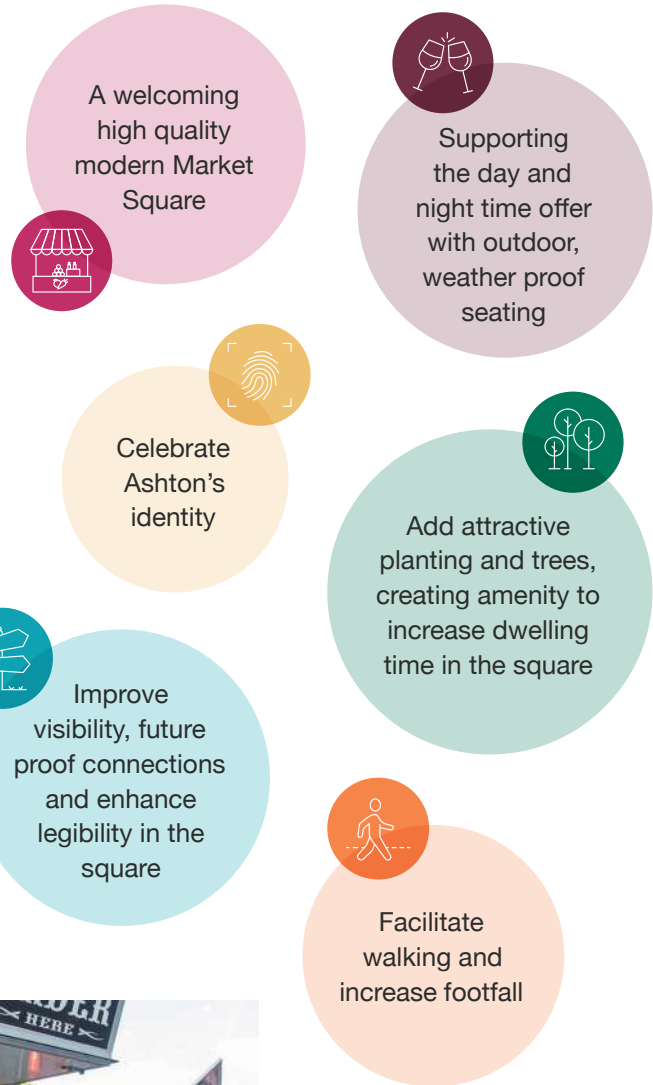 A welcoming
high quality
modern Market
Square
Supporting
the day and
night time offer
with outdoor,
weather proof
seating
Celebrate
Ashton's
identity
Add attractive
planting and trees,
creating amenity to
increase dwelling
time in the square
Improve
visibility, future
proof connections
and enhance
legibility in the
square
Facilitate
walking and
increase footfall
HERE